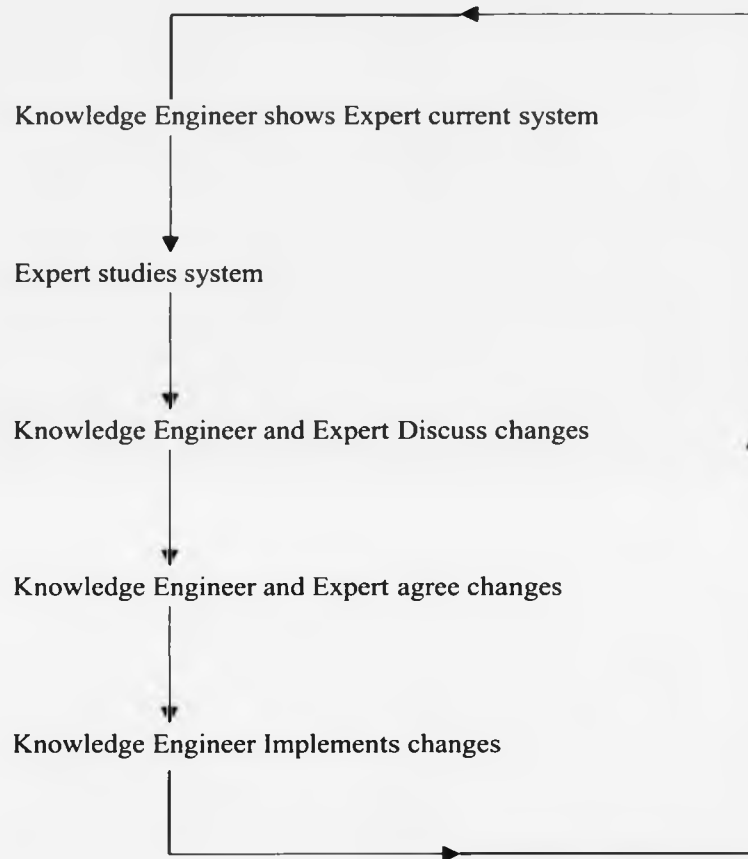 Knowledge Engineer shows Expert current system
Expert studies system
Knowledge Engineer and Expert Discuss changes
Knowledge Engineer and Expert agree changes
Knowledge Engineer Implements changes